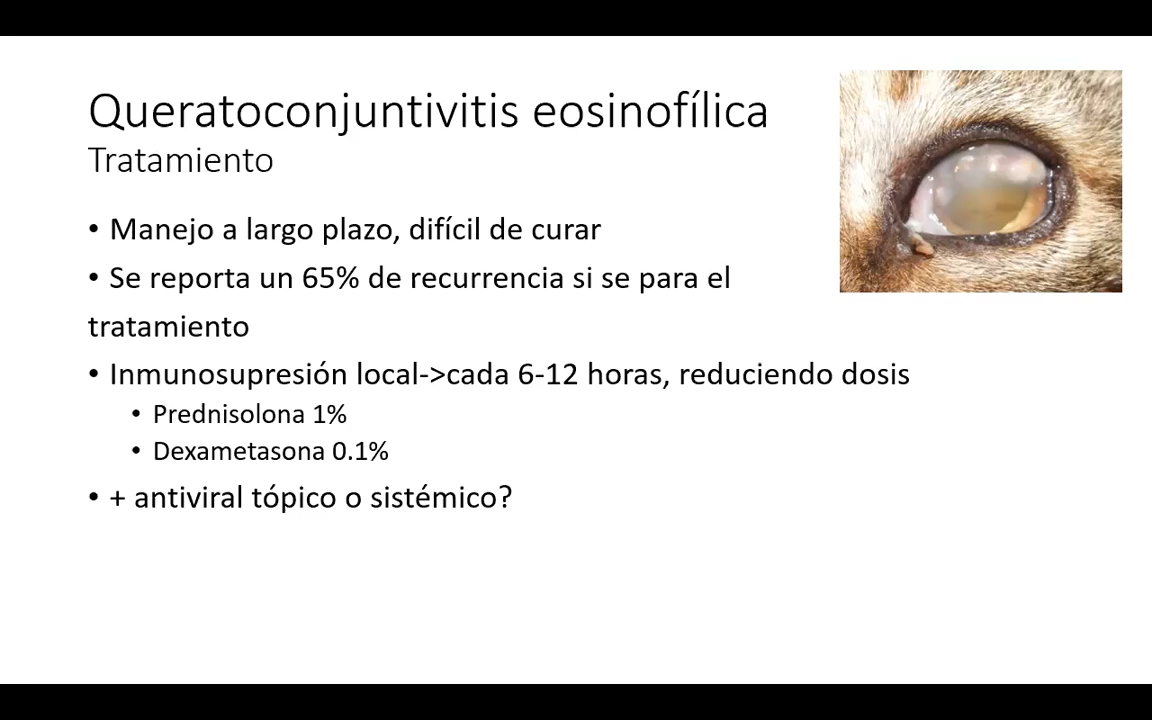 Queratoconjuntivitis eosinofílica
Tratamiento
• Manejo a largo plazo, difícil de curar
• Se reporta un 65% de recurrencia si se para el
tratamiento
• Inmunosupresión local->cada 6-12 horas, reduciendo dosis
• Prednisolona 1%
• Dexametasona 0.1%
• + antiviral tópico o sistémico?